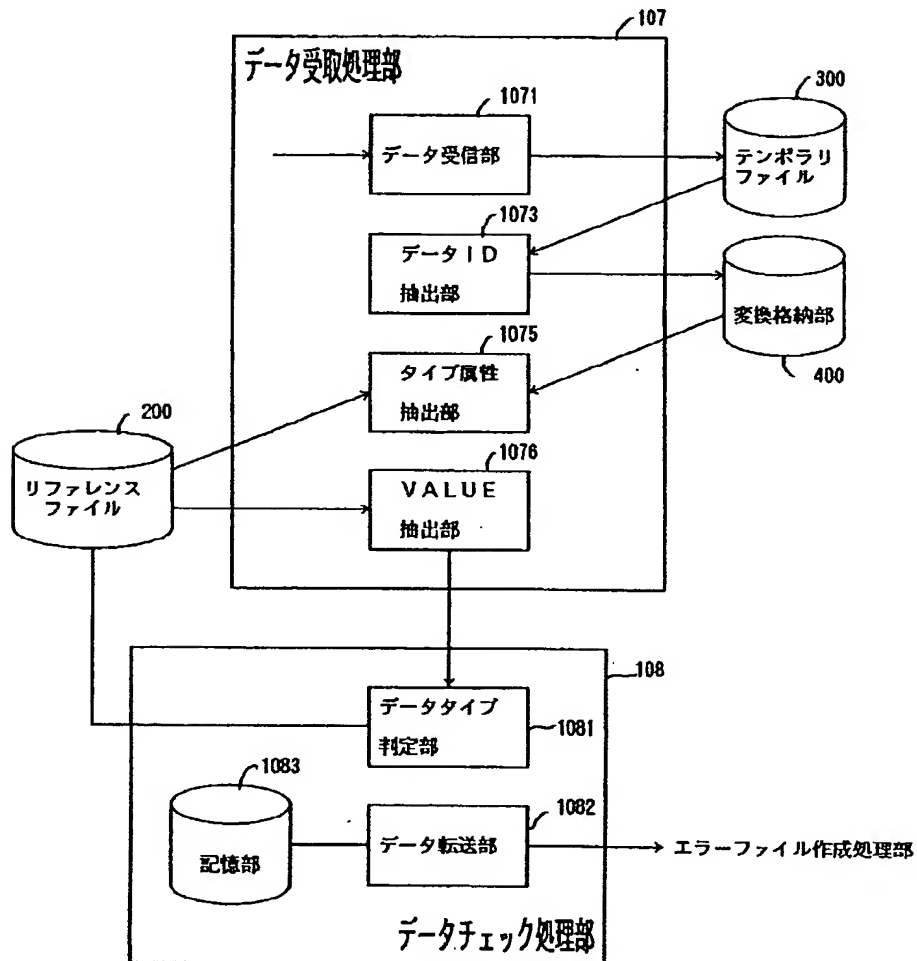 107
データ受取処理部
1071
データ受信部
300
テンポラリ
ファイル
1073
データID
抽出部
変換格納部
400
1075
タイプ属性
抽出部
200
リファレンス
ファイル
1076
VALUE
抽出部
108
データタイプ
判定部
1081
1083
記憶部
1082
データ転送部
エラーファイル作成処理部
データチェック処理部